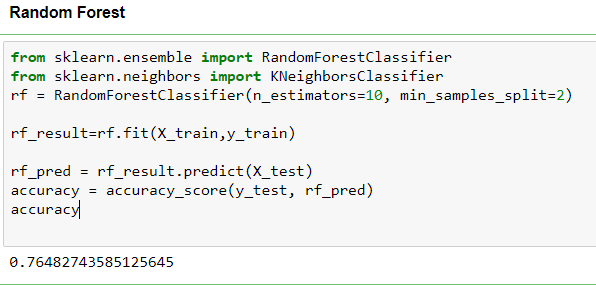 Random Forest
from sklearn.ensemble import RandomForestClassifier
from sklearn.neighbors import KNeighborsClassifier
rf = RandomForestClassifier(n_estimators=10, min_samples_split=2)
rf_result=rf.fit(X_train,y_train)
rf_pred = rf_result.predict(X_test)
accuracy = accuracy_score(y_test, rf_pred)
accuracy
0.76482743585125645